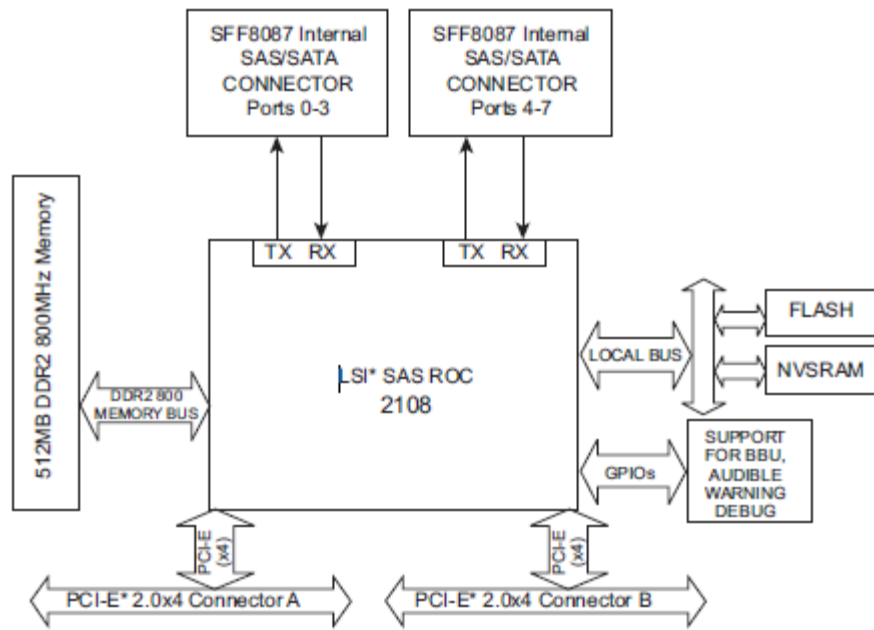 SFF8087 Internal
SAS/SATA
CONNECTOR
Ports 0-3
SFF8087 Internal
SAS/SATA
CONNECTOR
Ports 4-7
TX RX
TX RX
512MB DDR2 800MHz Memory
DDR2 800
MEMORY BUS
LSI* SAS ROC
2108
LOCAL BUS
FLASH
NVSRAM
GPIOs
SUPPORT
FOR BBU,
AUDIBLE
WARNING
DEBUG
PCI-E
(x4)
PCI-E
(x4)
PCI-E* 2.0x4 Connector A
PCI-E* 2.0x4 Connector B